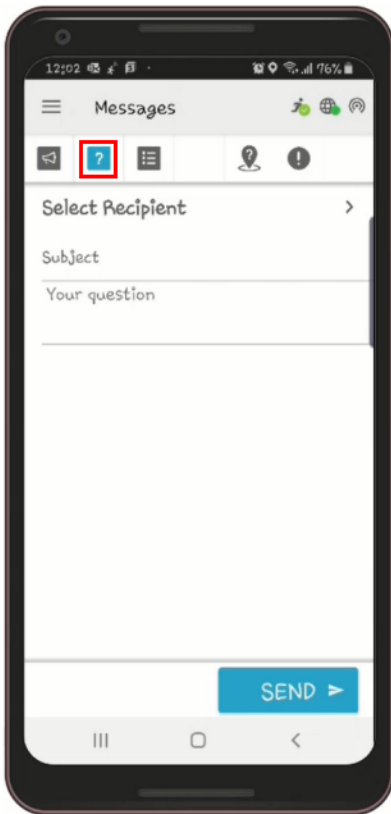 12:02 76%
Messages
?
Select Recipient >
Subject
Your question
SEND